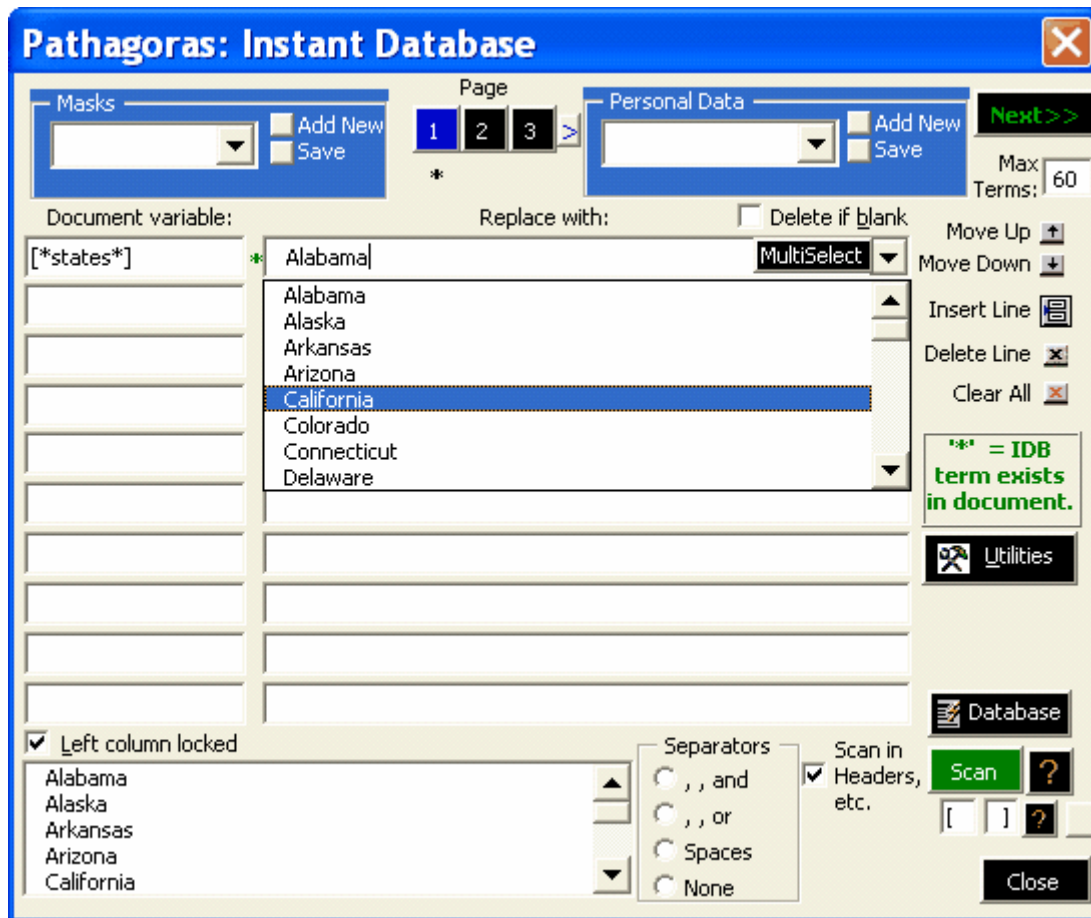 Pathagoras: Instant Database
Masks
Add New
Save
Page
1 2 3 >
*
Personal Data
Add New
Save
Next>>
Max
Terms: 60
Document variable:
Replace with:
Delete if blank
[*states*]
*
Alabama
MultiSelect
Move Up
Move Down
Insert Line
Delete Line
Clear All
Alabama
Alaska
Arkansas
Arizona
California
Colorado
Connecticut
Delaware
'*' = IDB
term exists
in document.
Utilities
Database
Left column locked
Alabama
Alaska
Arkansas
Arizona
California
Separators
, , and
, , or
Spaces
None
Scan in
Headers,
etc.
Scan ?
[ ] ?
Close